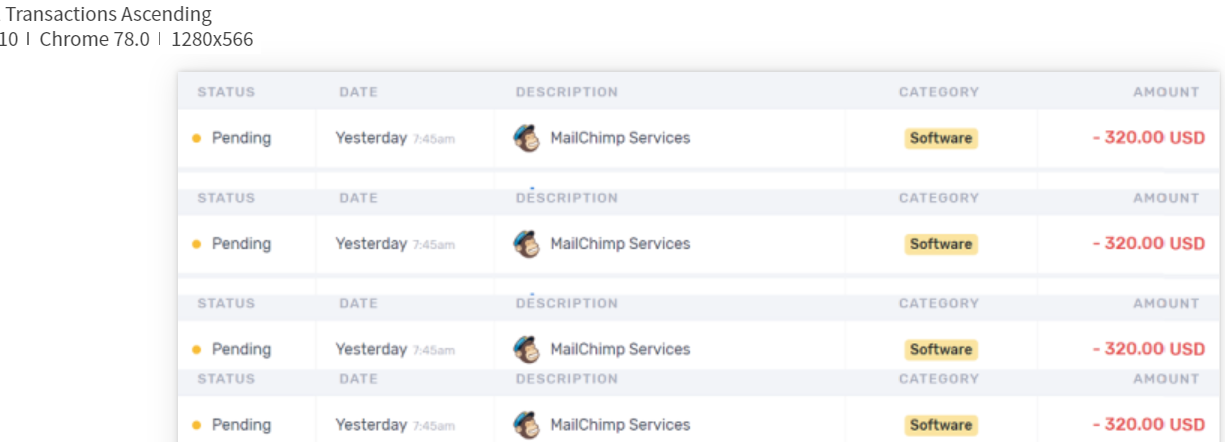 Transactions Ascending
10 | Chrome 78.0 | 1280x566
STATUS DATE DESCRIPTION CATEGORY AMOUNT
Pending Yesterday 7:45am MailChimp Services Software - 320.00 USD
STATUS DATE DESCRIPTION CATEGORY AMOUNT
Pending Yesterday 7:45am MailChimp Services Software - 320.00 USD
STATUS DATE DESCRIPTION CATEGORY AMOUNT
Pending Yesterday 7:45am MailChimp Services Software - 320.00 USD
STATUS DATE DESCRIPTION CATEGORY AMOUNT
Pending Yesterday 7:45am MailChimp Services Software - 320.00 USD